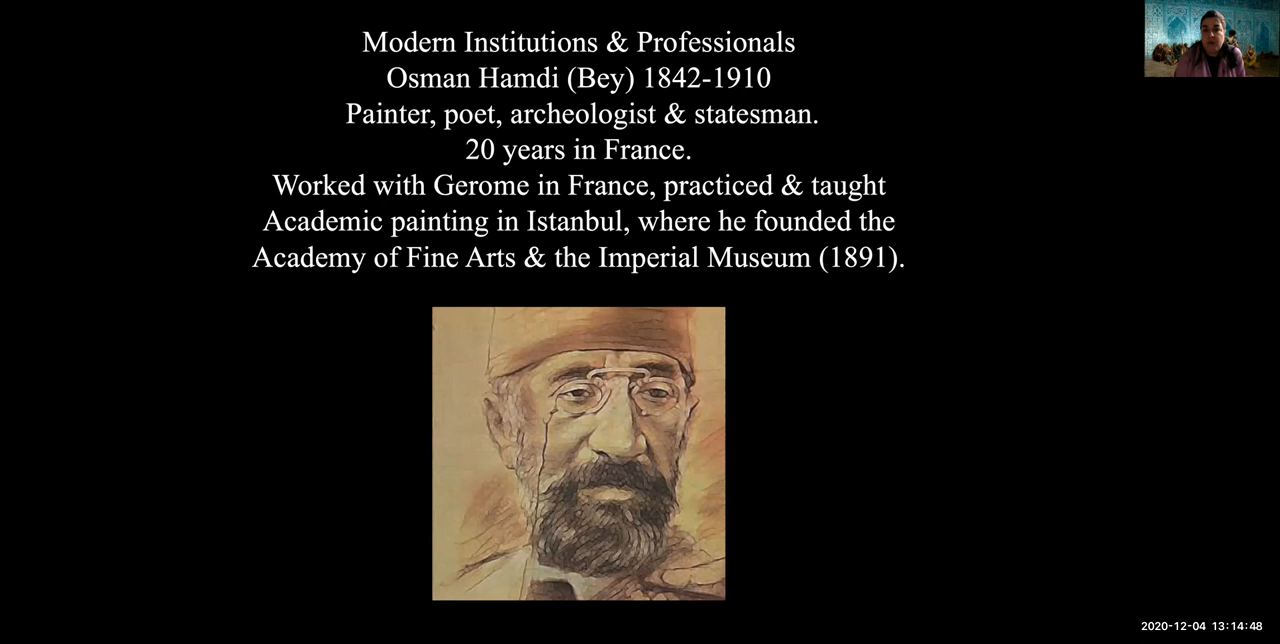 Modern Institutions & Professionals
Osman Hamdi (Bey) 1842-1910
Painter, poet, archeologist & statesman.
20 years in France.
Worked with Gerome in France, practiced & taught
Academic painting in Istanbul, where he founded the
Academy of Fine Arts & the Imperial Museum (1891).
2020-12-04 13:14:48